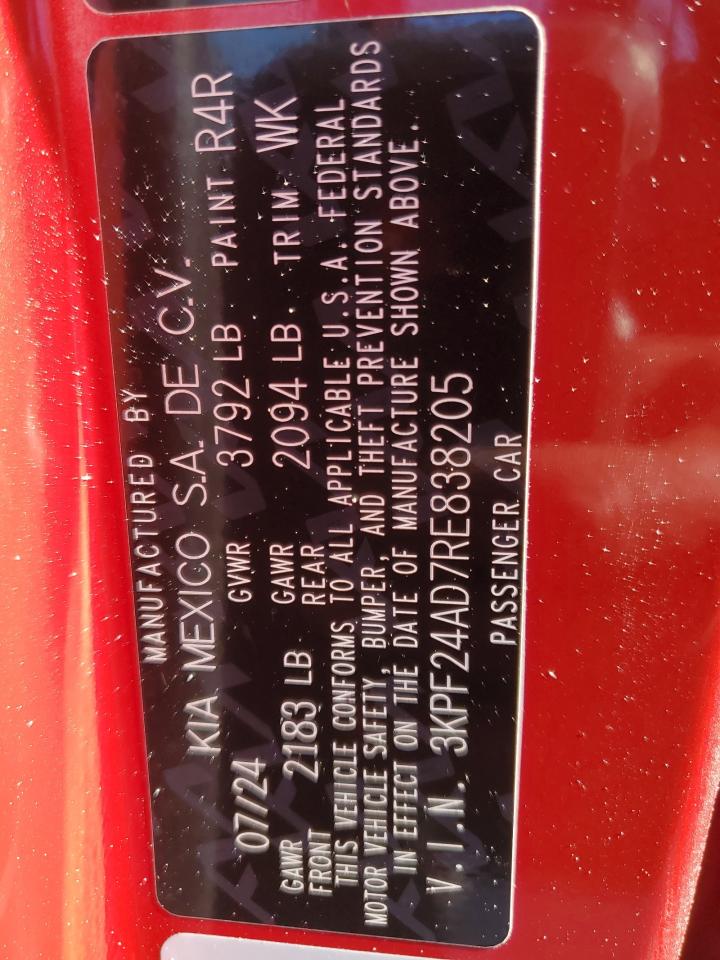 MANUFACTURED BY
KIA MEXICO S.A. DE C.V.
07/24 GVWR 3792 LB PAINT R4R
GAWR FRONT 2183 LB GAWR REAR 2094 LB TRIM WK
THIS VEHICLE CONFORMS TO ALL APPLICABLE U.S.A. FEDERAL
MOTOR VEHICLE SAFETY, BUMPER, AND THEFT PREVENTION STANDARDS
IN EFFECT ON THE DATE OF MANUFACTURE SHOWN ABOVE.
V.I.N. 3KPF24AD7RE838205
PASSENGER CAR